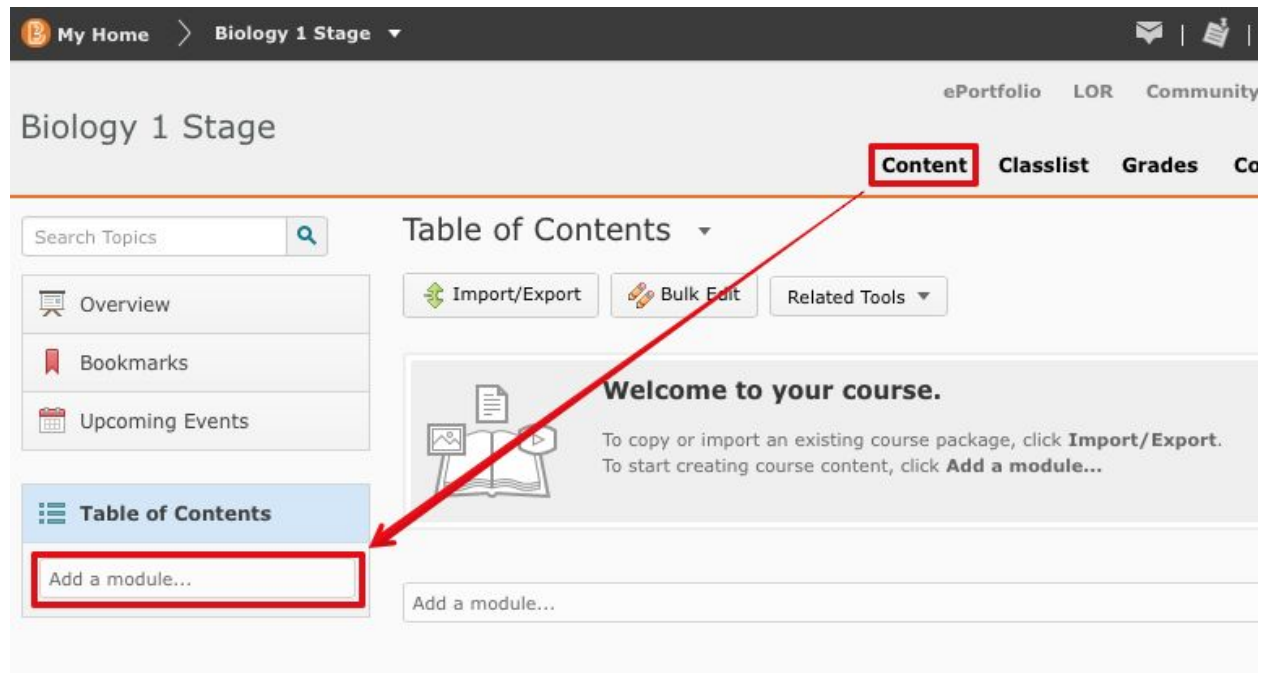 My Home Biology 1 Stage
ePortfolio LOR Community
Biology 1 Stage
Content Classlist Grades Co
Search Topics
Table of Contents
Import/Export Bulk Edit Related Tools
Overview
Bookmarks
Upcoming Events
Welcome to your course.
To copy or import an existing course package, click Import/Export.
To start creating course content, click Add a module...
Table of Contents
Add a module...
Add a module...